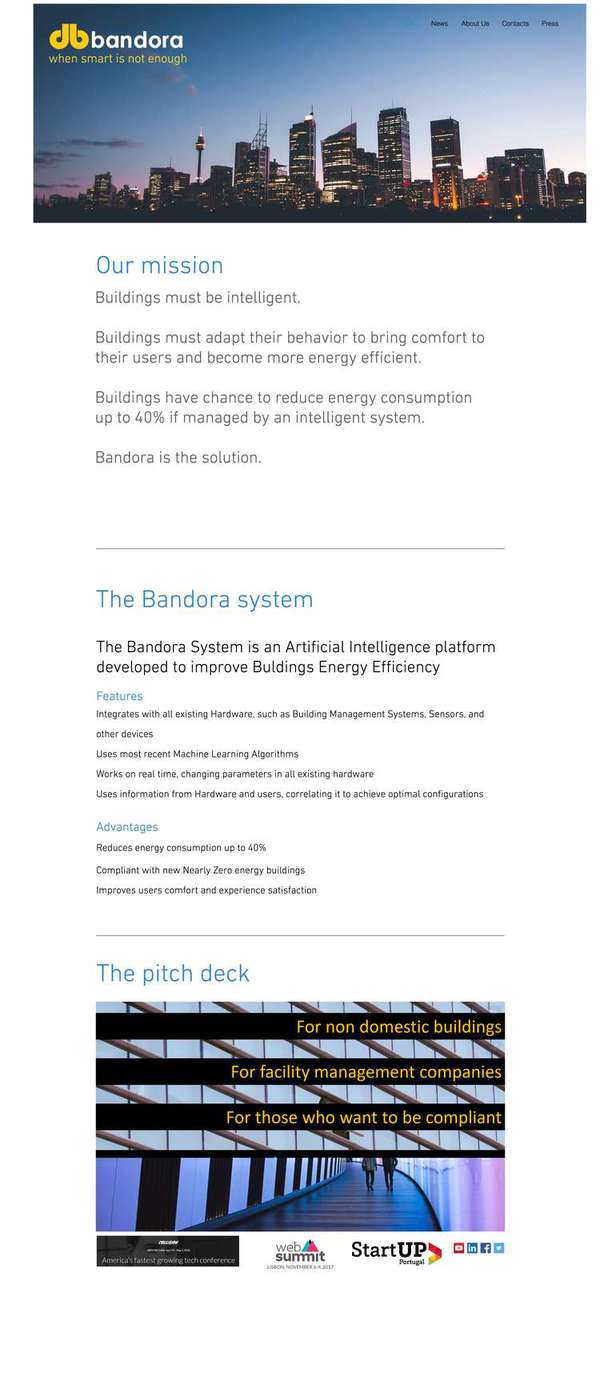 News About Us Contacts Press
bandora
when smart is not enough
Our mission
Buildings must be intelligent.
Buildings must adapt their behavior to bring comfort to
their users and become more energy efficient.
Buildings have chance to reduce energy consumption
up to 40% if managed by an intelligent system.
Bandora is the solution.
The Bandora system
The Bandora System is an Artificial Intelligence platform
developed to improve Buldings Energy Efficiency
Features
Integrates with all existing Hardware, such as Building Management Systems, Sensors, and
other devices
Uses most recent Machine Learning Algorithms
Works on real time, changing parameters in all existing hardware
Uses information from Hardware and users, correlating it to achieve optimal configurations
Advantages
Reduces energy consumption up to 40%
Compliant with new Nearly Zero energy buildings
Improves users comfort and experience satisfaction
The pitch deck
For non domestic buildings
For facility management companies
For those who want to be compliant
COLLISION
America's fastest growing tech conference
web
summit
LISBON, NOVEMBER 6-9, 2017
StartUP
Portugal